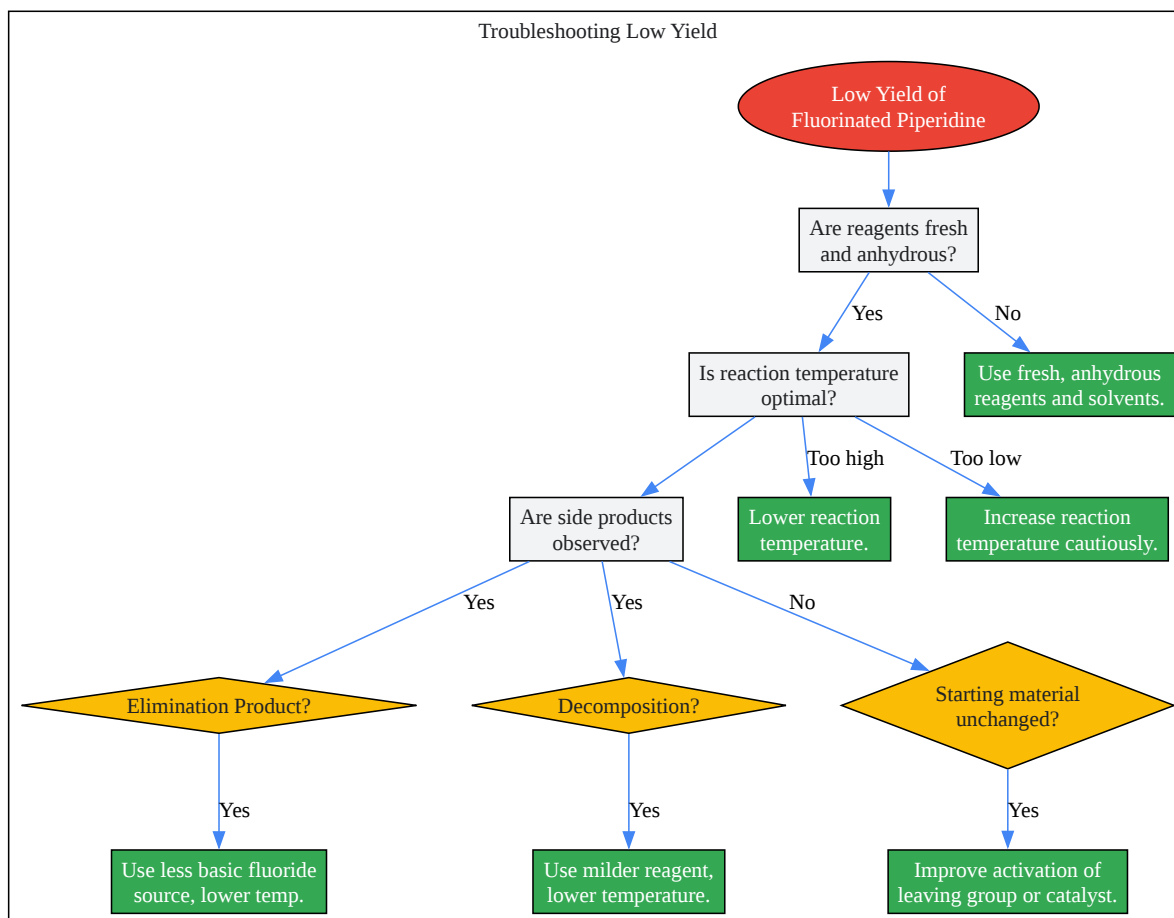 Troubleshooting Low Yield
Low Yield of
Fluorinated Piperidine
Are reagents fresh
and anhydrous?
Yes
No
Is reaction temperature
optimal?
Use fresh, anhydrous
reagents and solvents.
Too high
Too low
Are side products
observed?
Lower reaction
temperature.
Increase reaction
temperature cautiously.
Yes
Yes
No
Elimination Product?
Decomposition?
Starting material
unchanged?
Yes
Yes
Yes
Use less basic fluoride
source, lower temp.
Use milder reagent,
lower temperature.
Improve activation of
leaving group or catalyst.